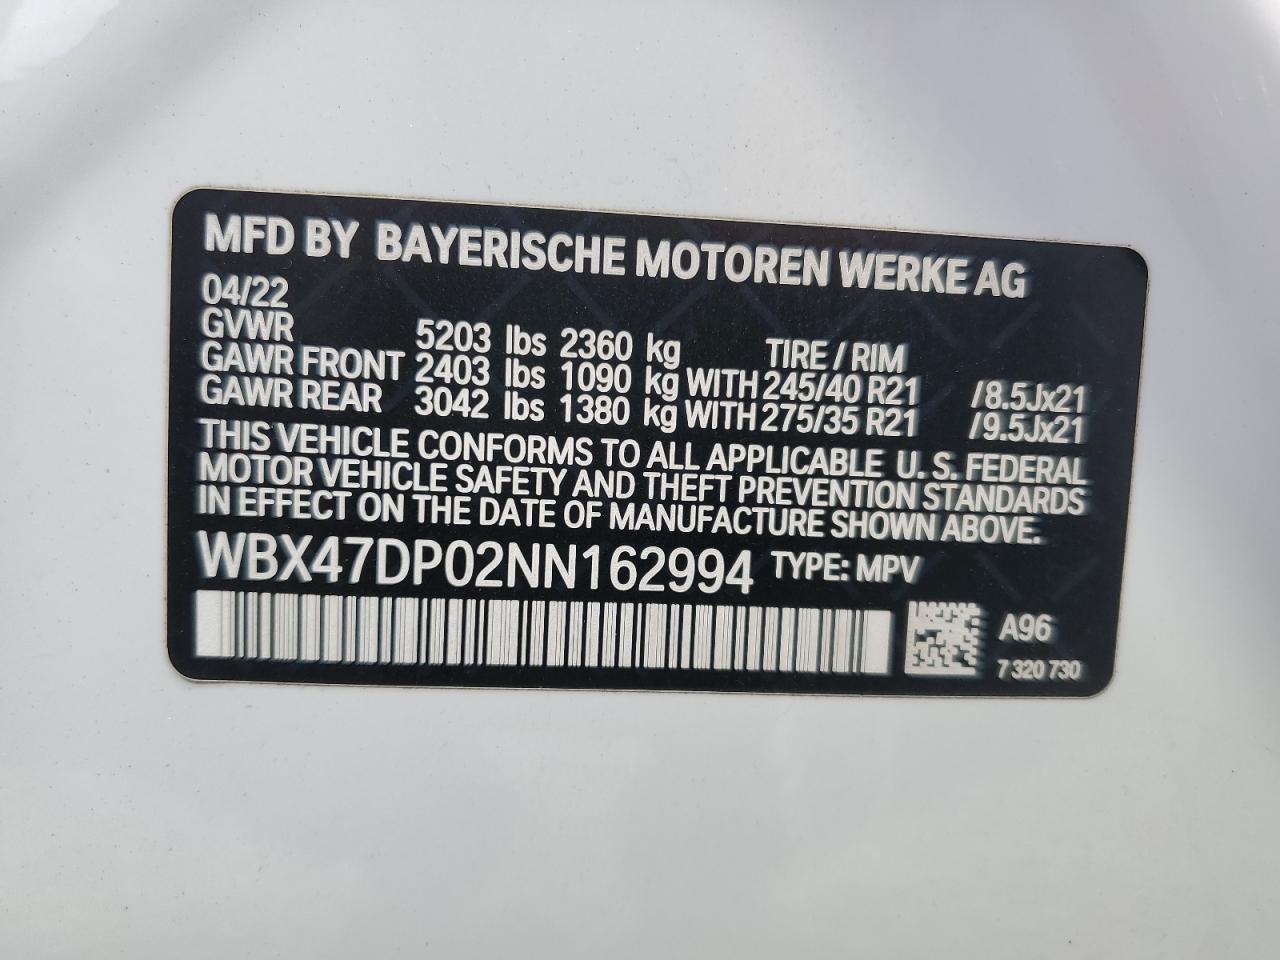 MFD BY BAYERISCHE MOTOREN WERKE AG
04/22
GVWR 5203 lbs 2360 kg TIRE / RIM
GAWR FRONT 2403 lbs 1090 kg WITH 245/40 R21 /8.5Jx21
GAWR REAR 3042 lbs 1380 kg WITH 275/35 R21 /9.5Jx21
THIS VEHICLE CONFORMS TO ALL APPLICABLE U. S. FEDERAL
MOTOR VEHICLE SAFETY AND THEFT PREVENTION STANDARDS
IN EFFECT ON THE DATE OF MANUFACTURE SHOWN ABOVE.
WBX47DP02NN162994 TYPE: MPV
A96
7 320 730